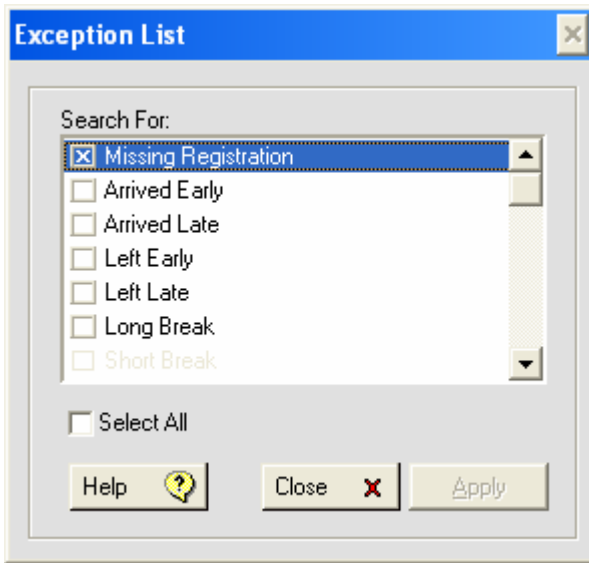 Exception List
Search For:
Missing Registration
Arrived Early
Arrived Late
Left Early
Left Late
Long Break
Short Break
Select All
Help Close Apply